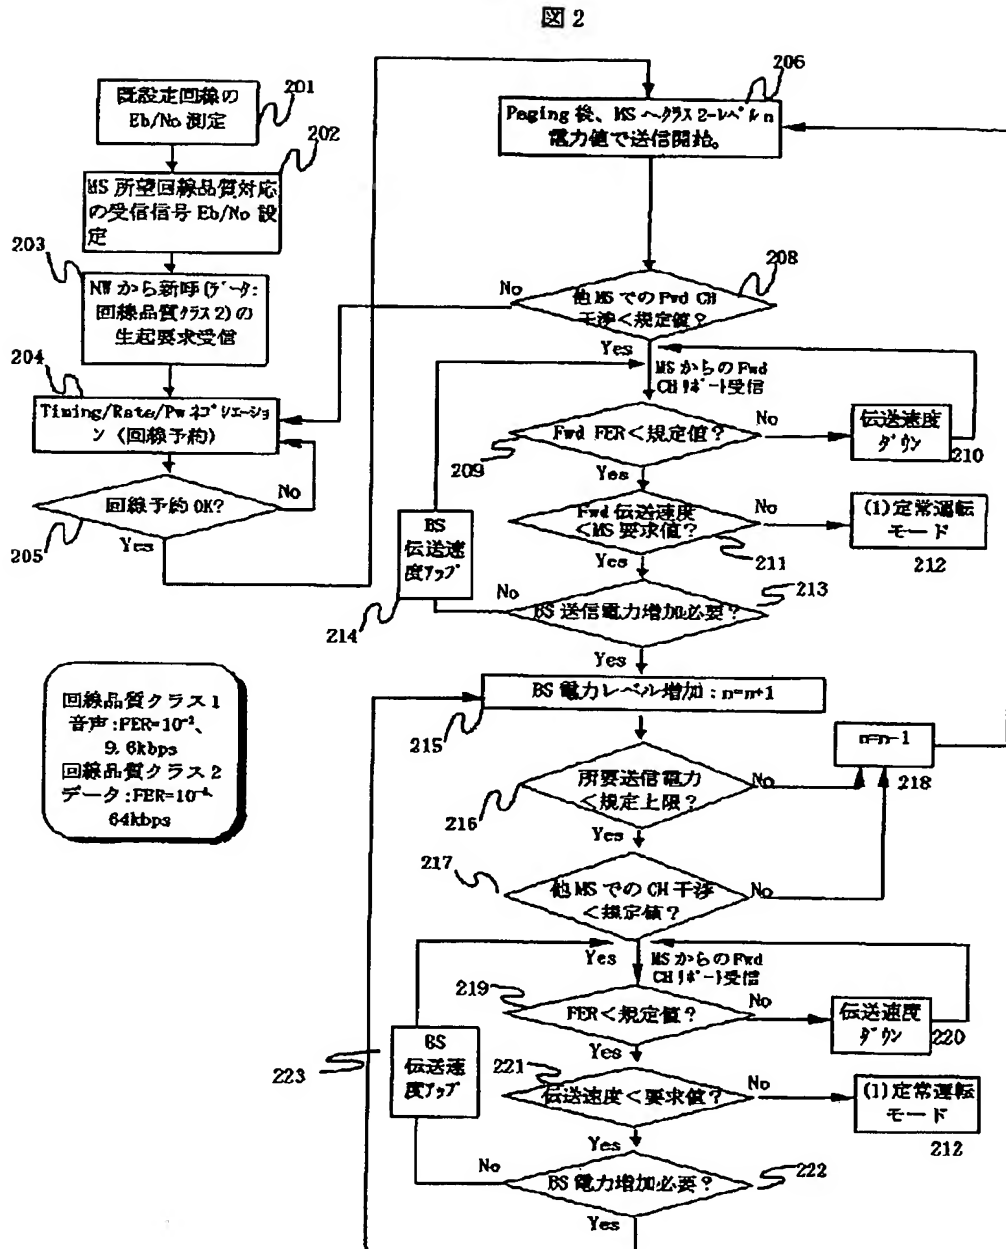 図2
既設定回線の
Eb/No 測定
201
202
MS 所望回線品質対応
の受信信号 Eb/No 設
定
203
NW から新呼(ﾃﾞｰﾀ:
回線品質ｸﾗｽ2)の
生起要求受信
204
Timing/Rate/Pw ﾈｺﾞｼｴｰｼｮ
ﾝ (回線予約)
回線予約 OK?
No
Yes
205
206
Paging 後、MS へｸﾗｽ2-ﾚﾍﾞﾙ n
電力値で送信開始。
208
No
他 MS での Fwd CH
干渉<規定値?
Yes
MS からの Fwd
CH ﾘﾎﾟｰﾄ受信
Fwd FER<規定値?
No
伝送速度
ﾀﾞｳﾝ
210
209
Yes
Fwd 伝送速度
<MS 要求値?
No
(1)定常運転
モード
212
211
Yes
BS
伝送速
度ｱｯﾌﾟ
214
No
BS 送信電力増加必要?
213
Yes
BS 電力レベル増加:n=n+1
215
n=n-1
218
所要送信電力
<規定上限?
No
216
Yes
217
他 MS での CH 干渉
<規定値?
No
Yes
MS からの Fwd
CH ﾘﾎﾟｰﾄ受信
219
FER<規定値?
No
伝送速度
ﾀﾞｳﾝ
220
Yes
BS
伝送速
度ｱｯﾌﾟ
223
221
伝送速度<要求値?
No
(1)定常運転
モード
212
Yes
No
BS 電力増加必要?
222
Yes
回線品質クラス1
音声:FER=10⁻²、
9.6kbps
回線品質クラス2
データ:
64kbps